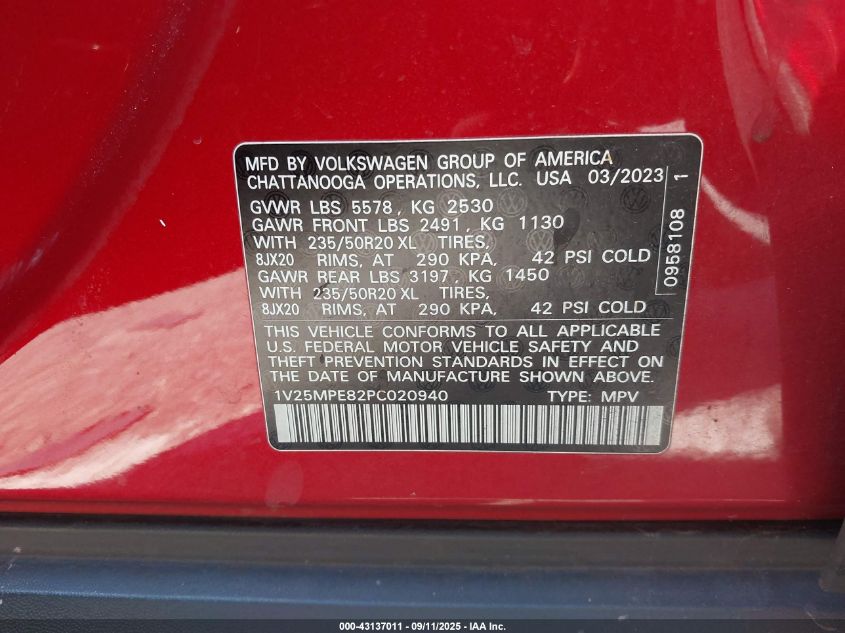 MFD BY VOLKSWAGEN GROUP OF AMERICA
CHATTANOOGA OPERATIONS, LLC. USA 03/2023
GVWR LBS 5578, KG 2530
GAWR FRONT LBS 2491, KG 1130
WITH 235/50R20 XL TIRES,
8JX20 RIMS, AT 290 KPA, 42 PSI COLD
GAWR REAR LBS 3197, KG 1450
WITH 235/50R20 XL TIRES,
8JX20 RIMS, AT 290 KPA, 42 PSI COLD
THIS VEHICLE CONFORMS TO ALL APPLICABLE
U.S. FEDERAL MOTOR VEHICLE SAFETY AND
THEFT PREVENTION STANDARDS IN EFFECT ON
THE DATE OF MANUFACTURE SHOWN ABOVE.
1V25MPE82PC020940 TYPE: MPV
0958108 1
000-43137011 - 09/11/2025 - IAA Inc.